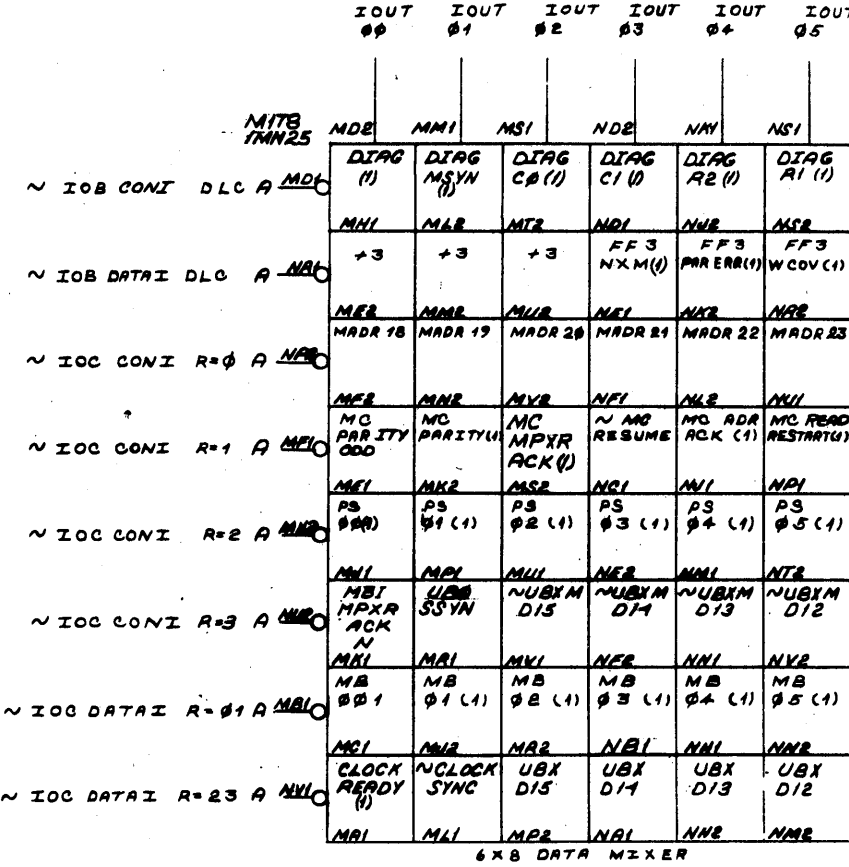 IOUT IOUT IOUT IOUT IOUT IOUT
ØØ Ø1 Ø2 Ø3 Ø4 Ø5
M178
1MN25 MD2 MM1 MS1 ND2 NK1 NS1
~ IOB CONI DLC A MD1
DIAG (1) MH1
DIAG MSYN (1) ML2
DIAG CØ (1) MT2
DIAG C1 (1) ND1
DIAG R2 (1) NU2
DIAG R1 (1) NS2
~ IOB DATAI DLC A NR1
+3 ME2
+3 MM2
+3 MU2
FF3 NXM(1) NE1
FF3 PAR ERR(1) NK2
FF3 W COV (1) NR2
~ IOC CONI R=Ø A NP2
MADR 18 MF2
MADR 19 MN2
MADR 2Ø MV2
MADR 21 NF1
MADR 22 NL2
MADR 23 NU1
~ IOC CONI R=1 A MF1
MC PARITY ODD ME1
MC PARITY(1) MK2
MC MPXR ACK (1) MS2
~ MC RESUME NC1
MC ADR ACK (1) NJ1
MC READ RESTART(1) NP1
~ IOC CONI R=2 A
PS ØØ(1) MJ1
PS Ø1 (1) MP1
PS Ø2 (1) MU1
PS Ø3 (1) NE2
PS Ø4 (1) NM1
PS Ø5 (1) NT2
~ IOC CONI R=3 A
MBI MPXR ACK N MK1
SSYN MR1
~UBXM D15 MV1
~UBXM D14 NF2
~UBXM D13 NN1
~UBXM D12 NV2
~ IOC DATAI R=Ø1 A MB1
MB ØØ 1 MC1
MB Ø1 (1) MJ2
MB Ø2 (1) MR2
MB Ø3 (1) NB1
MB Ø4 (1) NH1
MB Ø5 (1) NN2
~ IOC DATAI R=23 A NV1
CLOCK READY (1) MA1
~CLOCK SYNC ML1
UBX D15 MP2
UBX D14 NA1
UBX D13 NH2
UBX D12 NM2
6X8 DATA MIXER